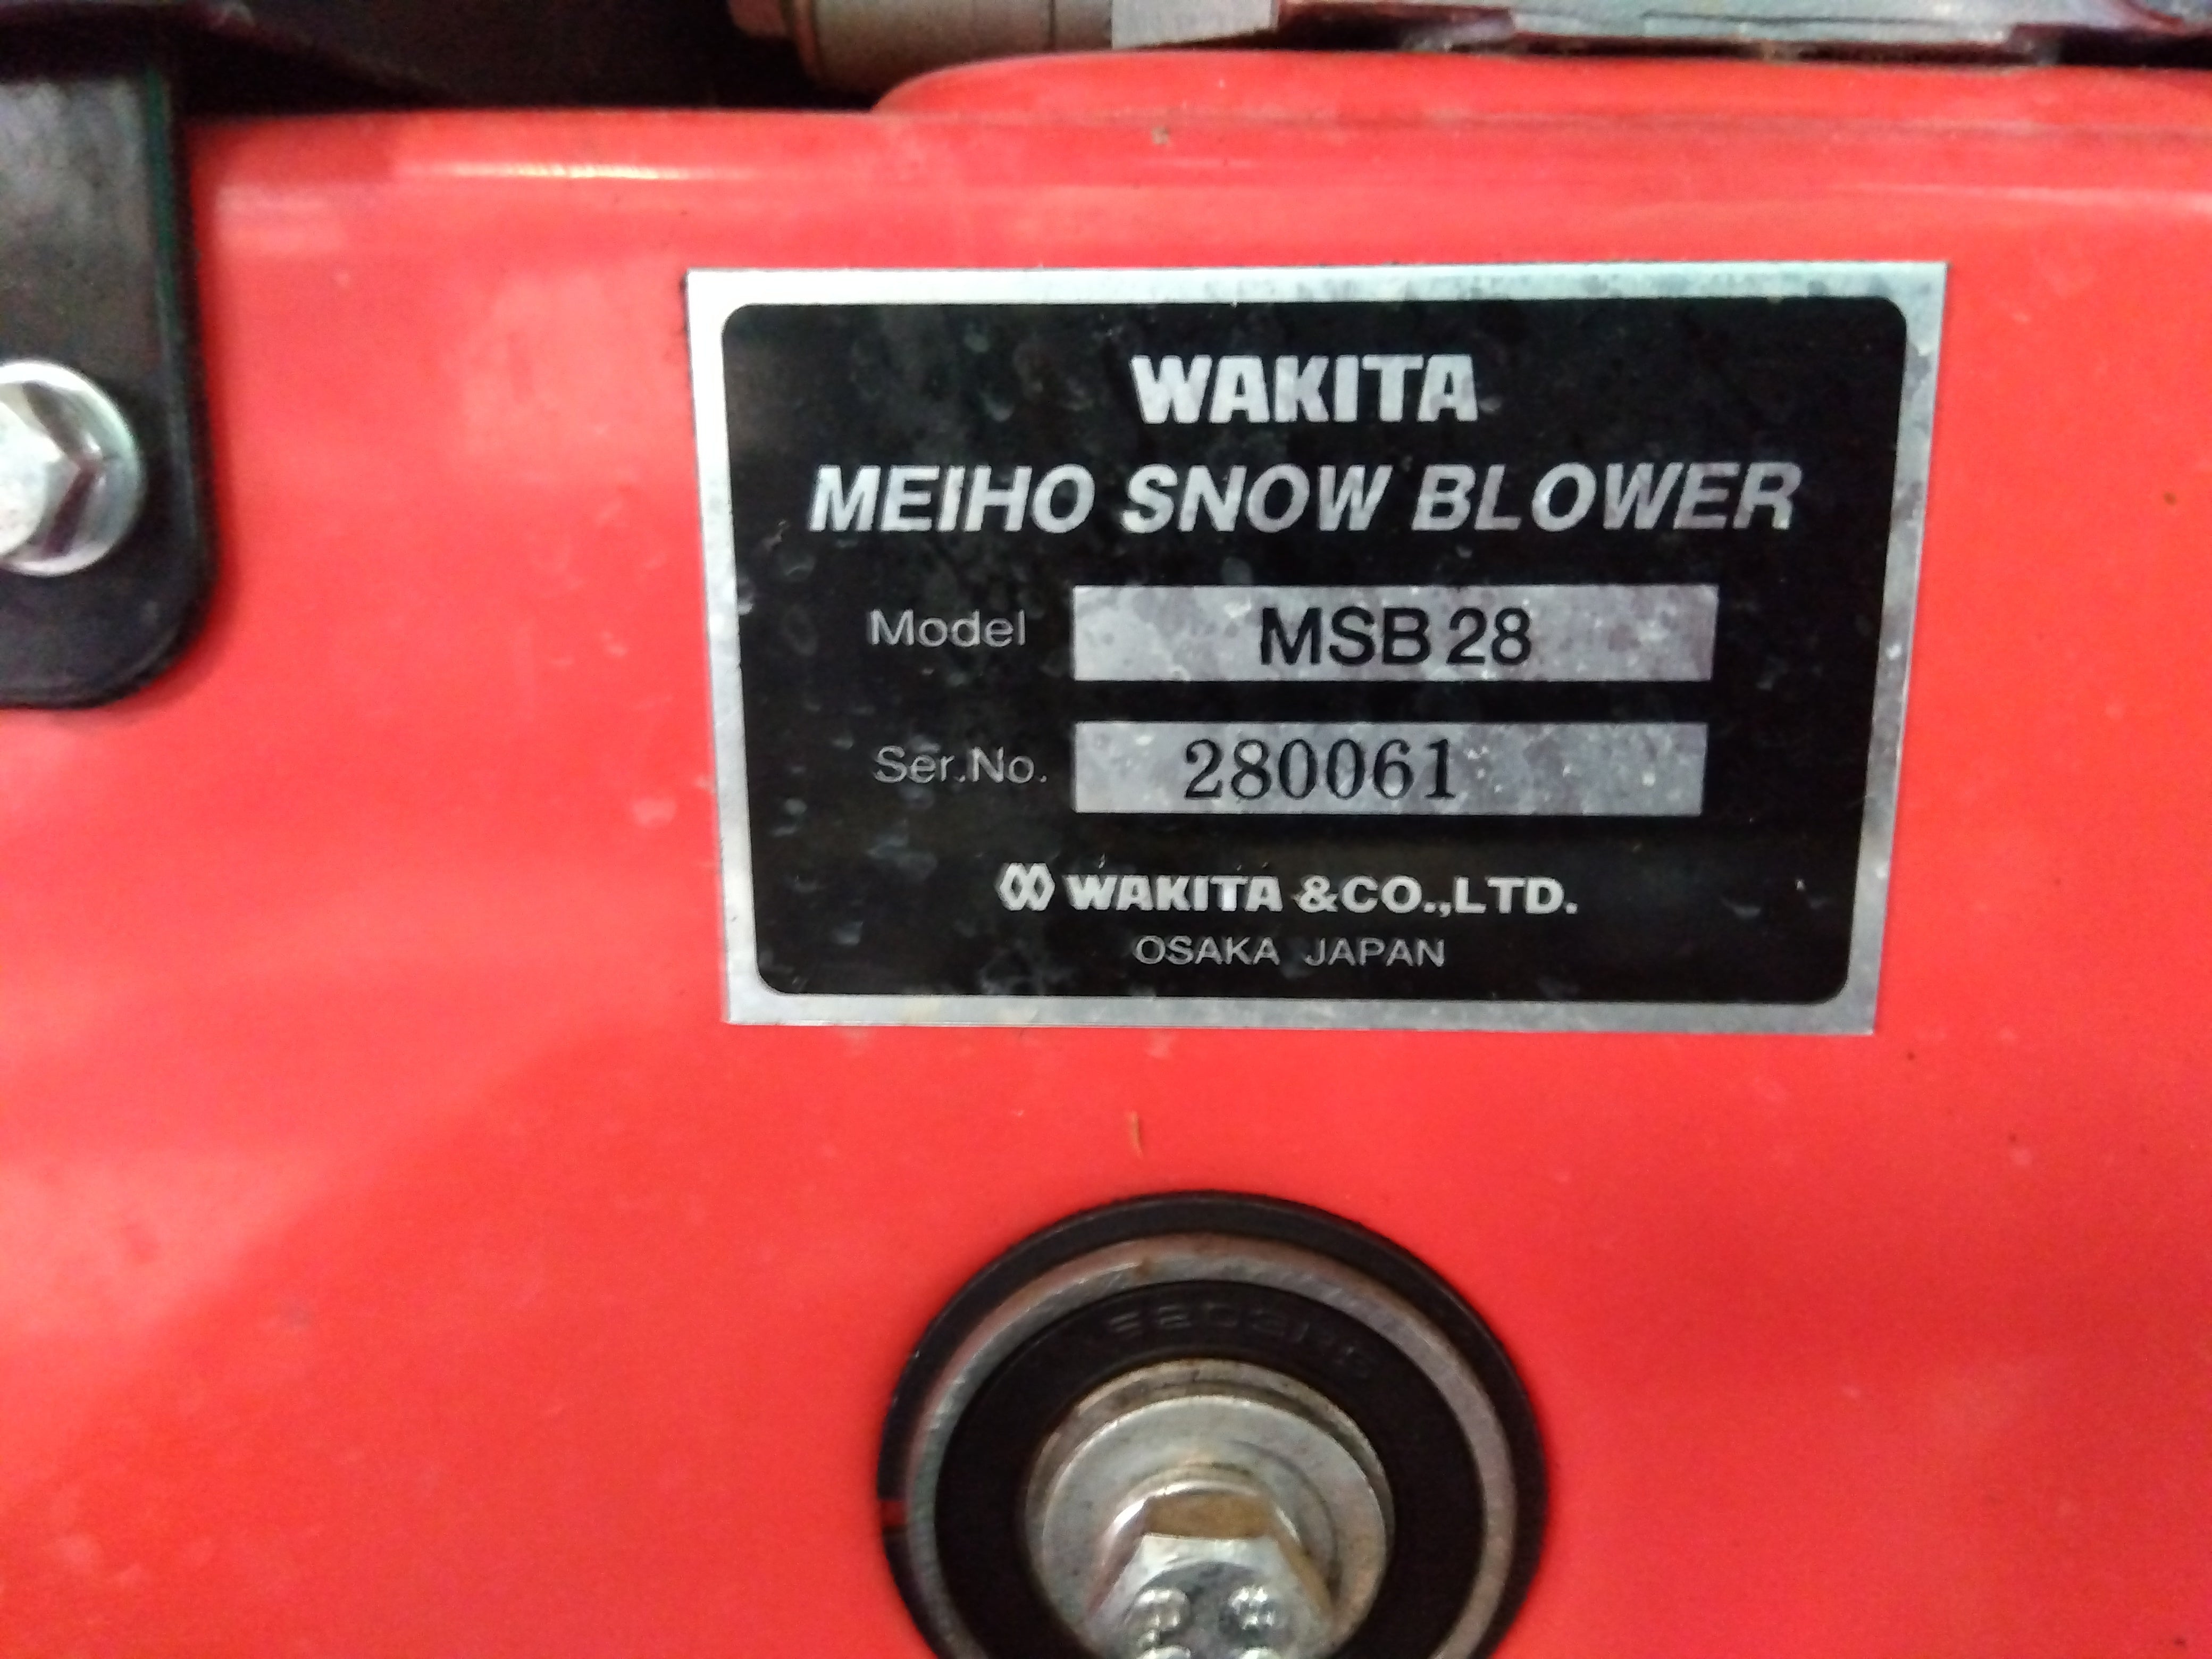 WAKITA
MEIHO SNOW BLOWER
Model MSB 28
Ser.No. 280061
WAKITA &CO.,LTD.
OSAKA JAPAN